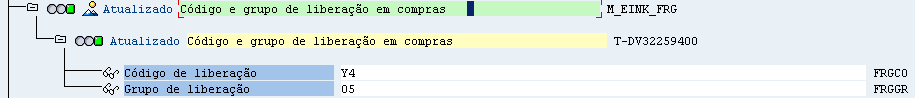 Atualizado Código e grupo de liberação em compras M_EINK_FRG
Atualizado Código e grupo de liberação em compras T-DV32259400
Código de liberação Y4 FRGCO
Grupo de liberação 05 FRGGR